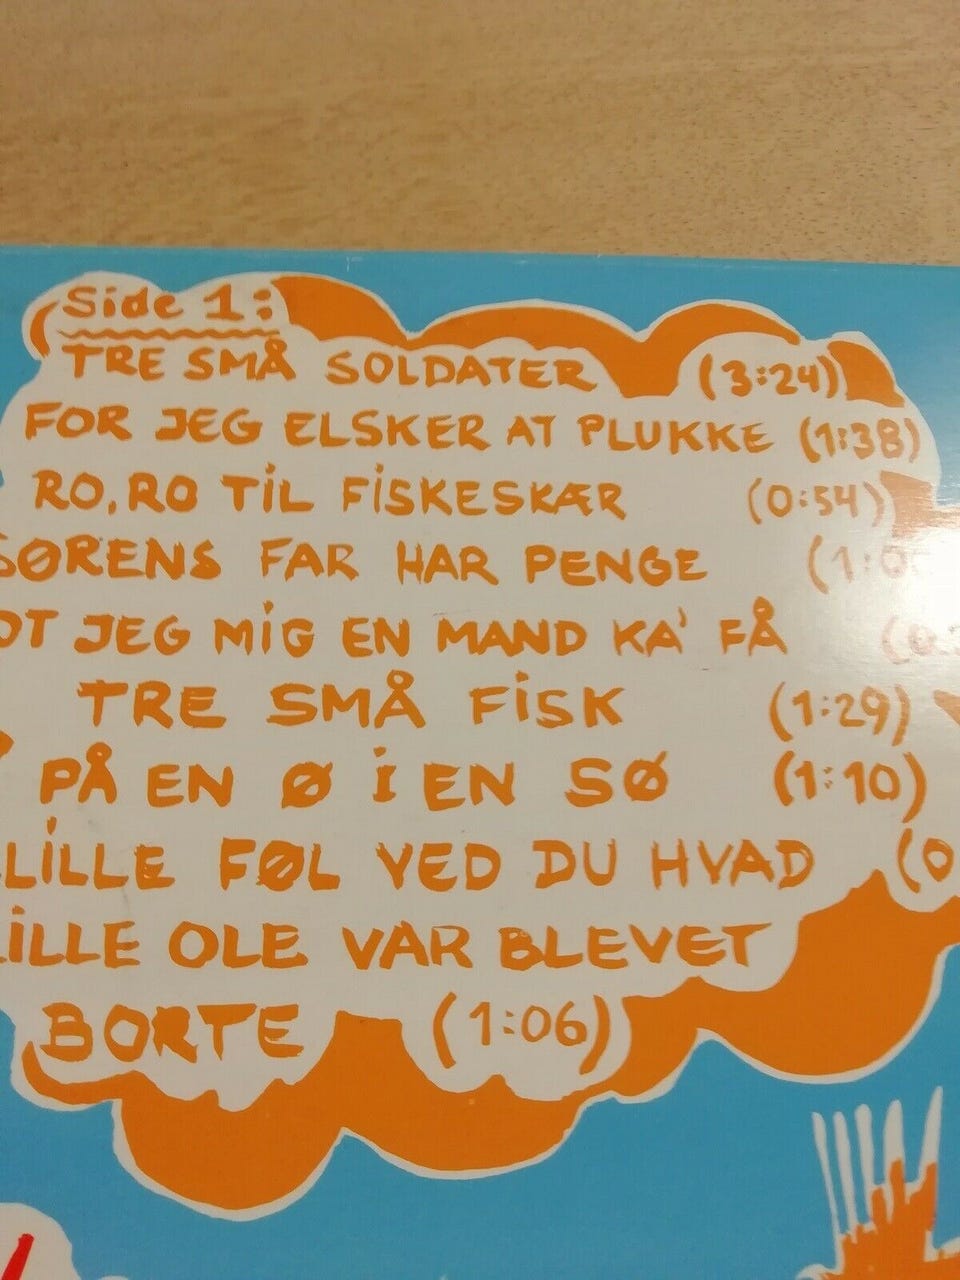 Side 1:
TRE SMÅ SOLDATER (3:24)
FOR JEG ELSKER AT PLUKKE (1:38)
RO, RO TIL FISKESKÆR (0:54)
SØRENS FAR HAR PENGE
JEG MIG EN MAND KA' FÅ
TRE SMÅ FISK (1:29)
PÅ EN Ø I EN SØ (1:10)
LILLE FØL VED DU HVAD
LILLE OLE VAR BLEVET
BORTE (1:06)